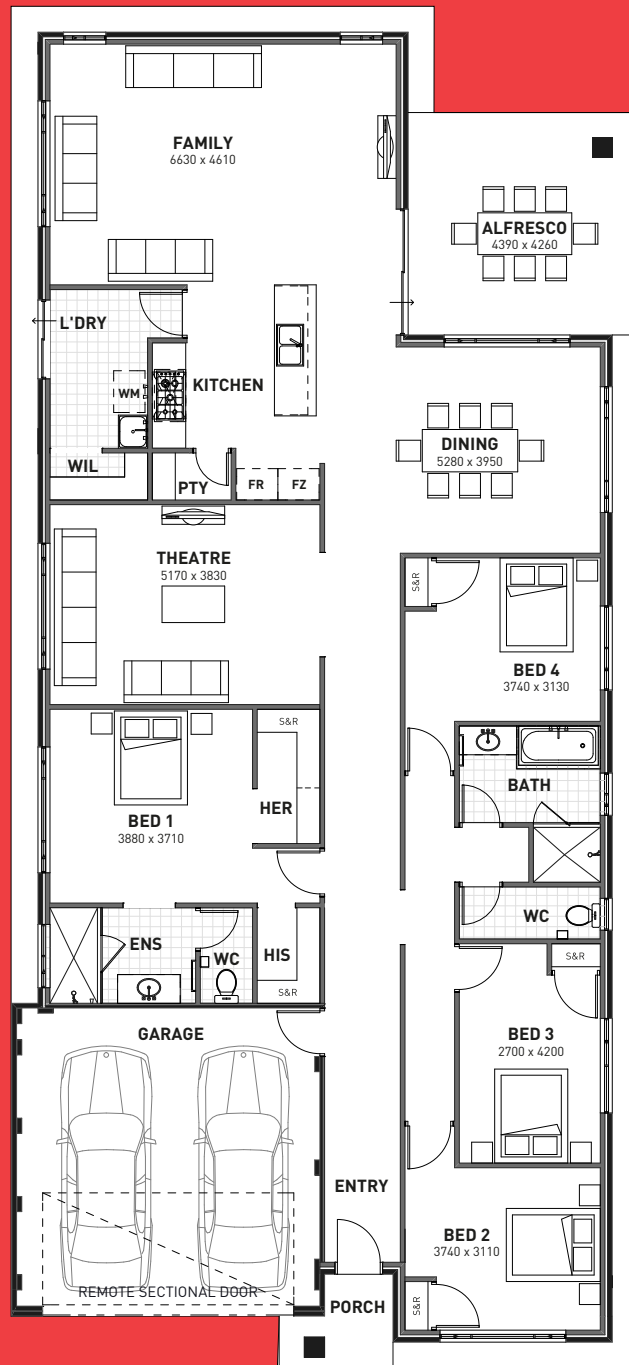 FAMILY
6630 x 4610
ALFRESCO
4390 x 4260
L'DRY
KITCHEN
WM
DINING
5280 x 3950
WIL
PTY
FR
FZ
THEATRE
5170 x 3830
S&R
BED 4
3740 x 3130
S&R
BED 1
3880 x 3710
HER
BATH
ENS
WC
HIS
WC
S&R
S&R
GARAGE
BED 3
2700 x 4200
ENTRY
BED 2
3740 x 3110
REMOTE SECTIONAL DOOR
PORCH
S&R